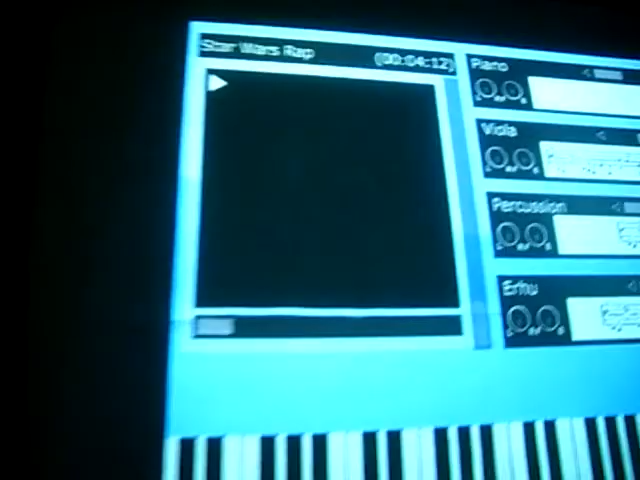 Star Wars Rap
(00:04:12)
Piano
Viola
Percussion
Erhu